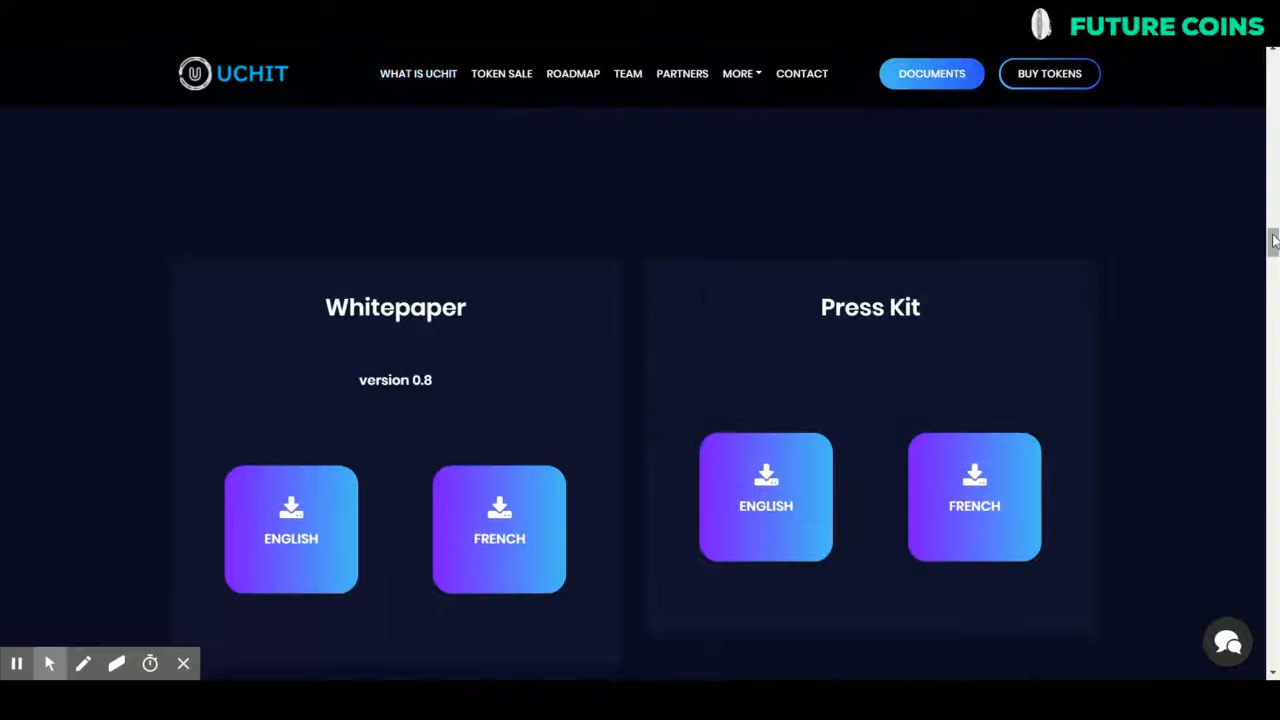 FUTURE COINS
UCHIT
WHAT IS UCHIT TOKEN SALE ROADMAP TEAM PARTNERS MORE CONTACT DOCUMENTS BUY TOKENS
Whitepaper
Press Kit
version 0.8
ENGLISH FRENCH
ENGLISH FRENCH